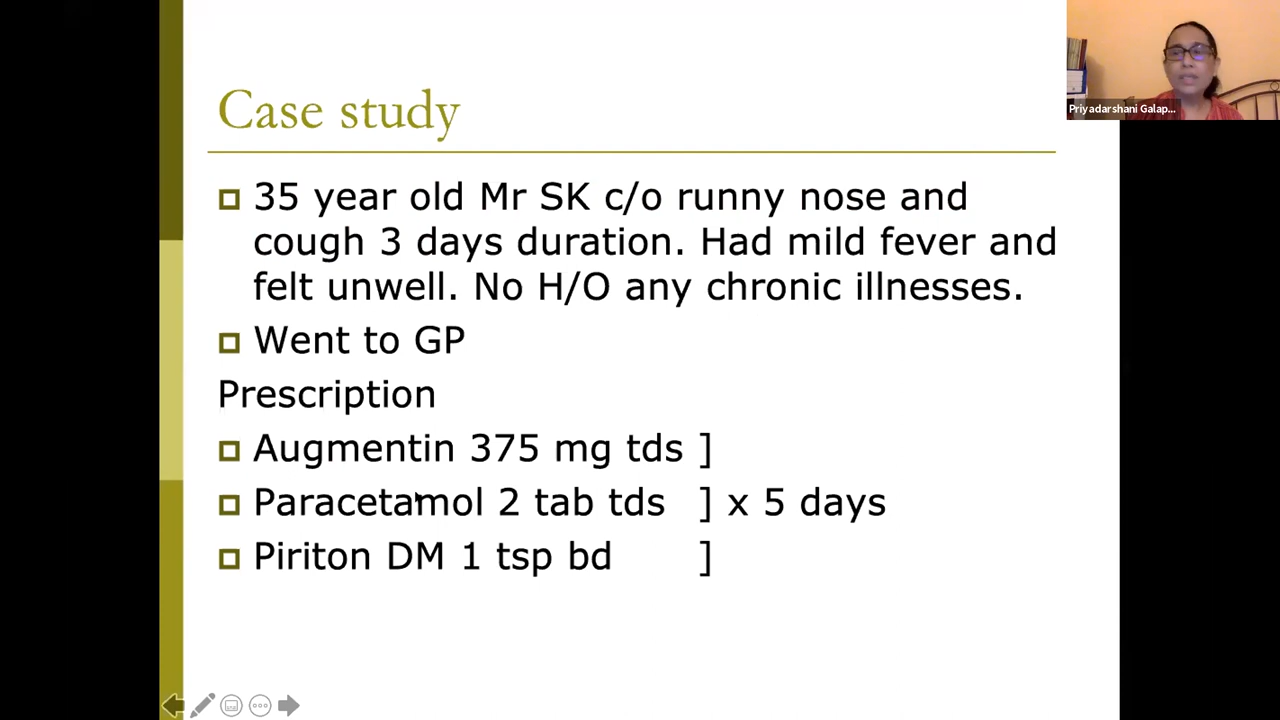 Case study
35 year old Mr SK c/o runny nose and
cough 3 days duration. Had mild fever and
felt unwell. No H/O any chronic illnesses.
Went to GP
Prescription
Augmentin 375 mg tds ]
Paracetamol 2 tab tds ] x 5 days
Piriton DM 1 tsp bd ]
Priyadarshani Galap...